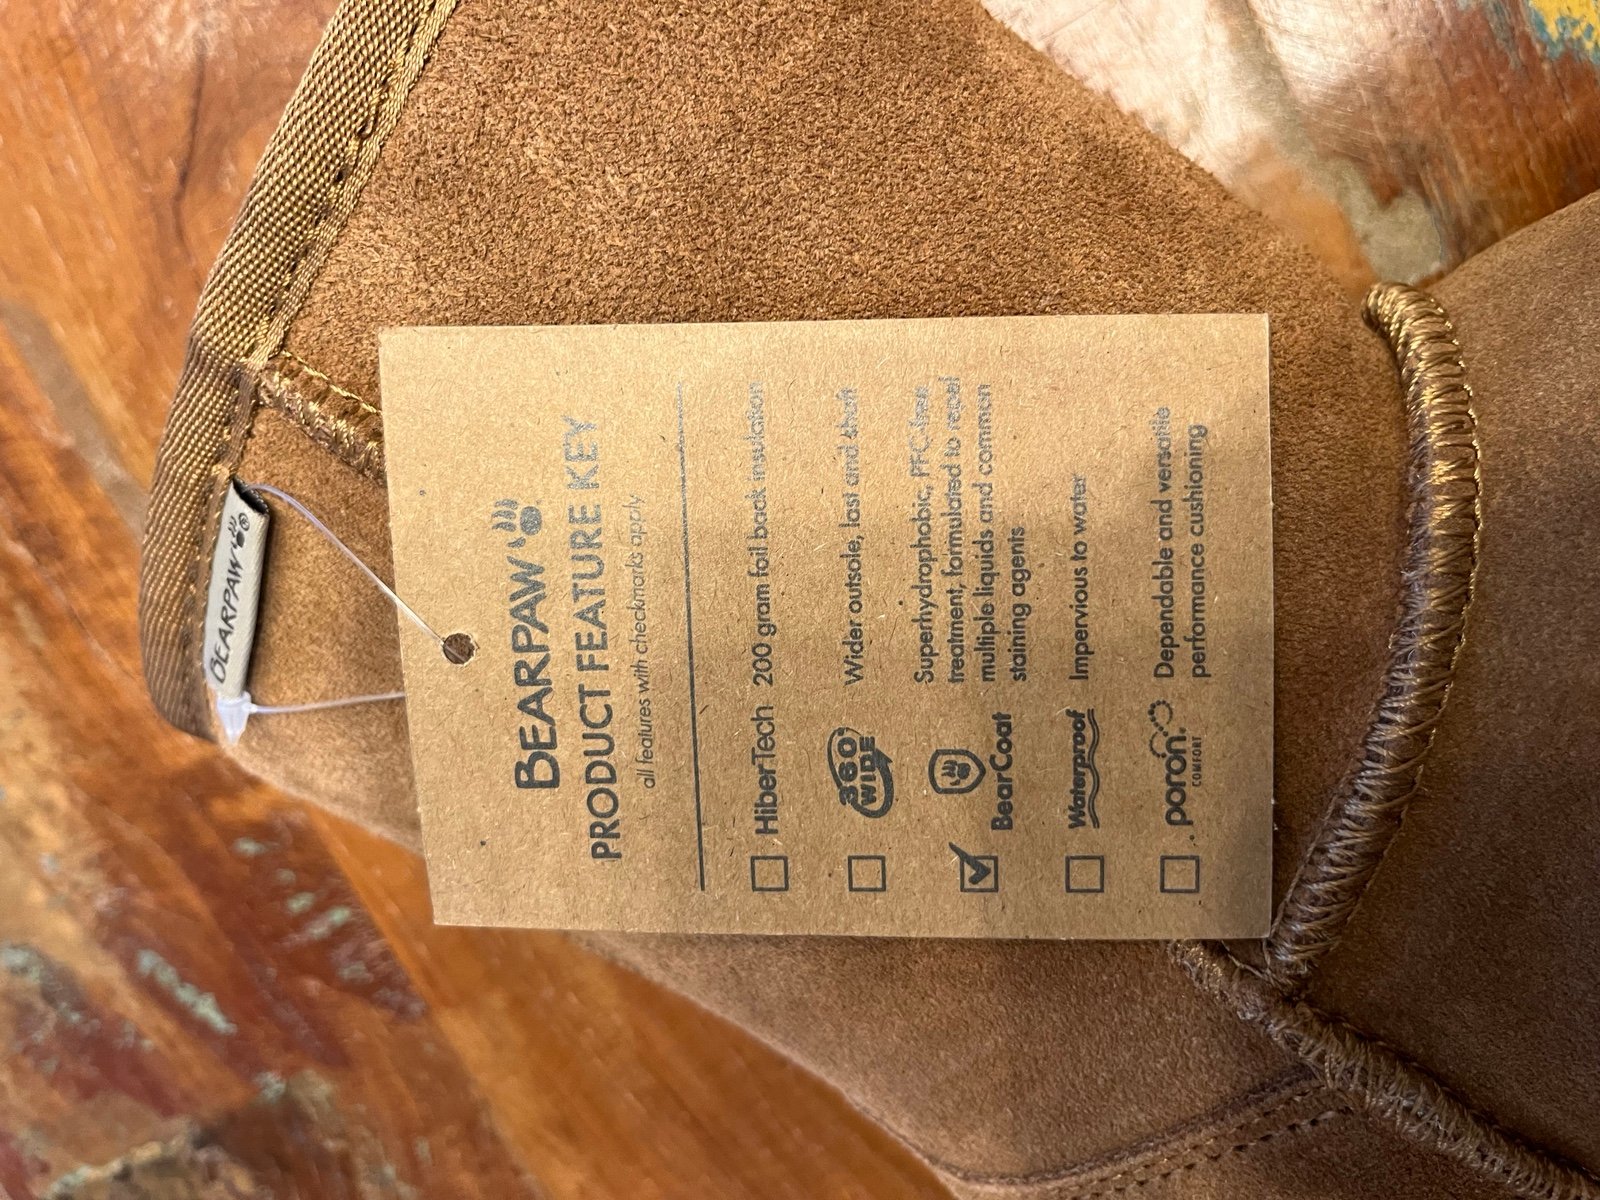 BEARPAW®
BEARPAW
PRODUCT FEATURE KEY
all features with checkmarks apply
HiberTech 200 gram foil back insulation
360° WIDE Wider outsole, last and shaft
BearCoat Superhydrophobic, PFC-free,
treatment, formulated to repel
multiple liquids and common
staining agents
Waterproof Impervious to water
poron. COMFORT Dependable and versatile
performance cushioning